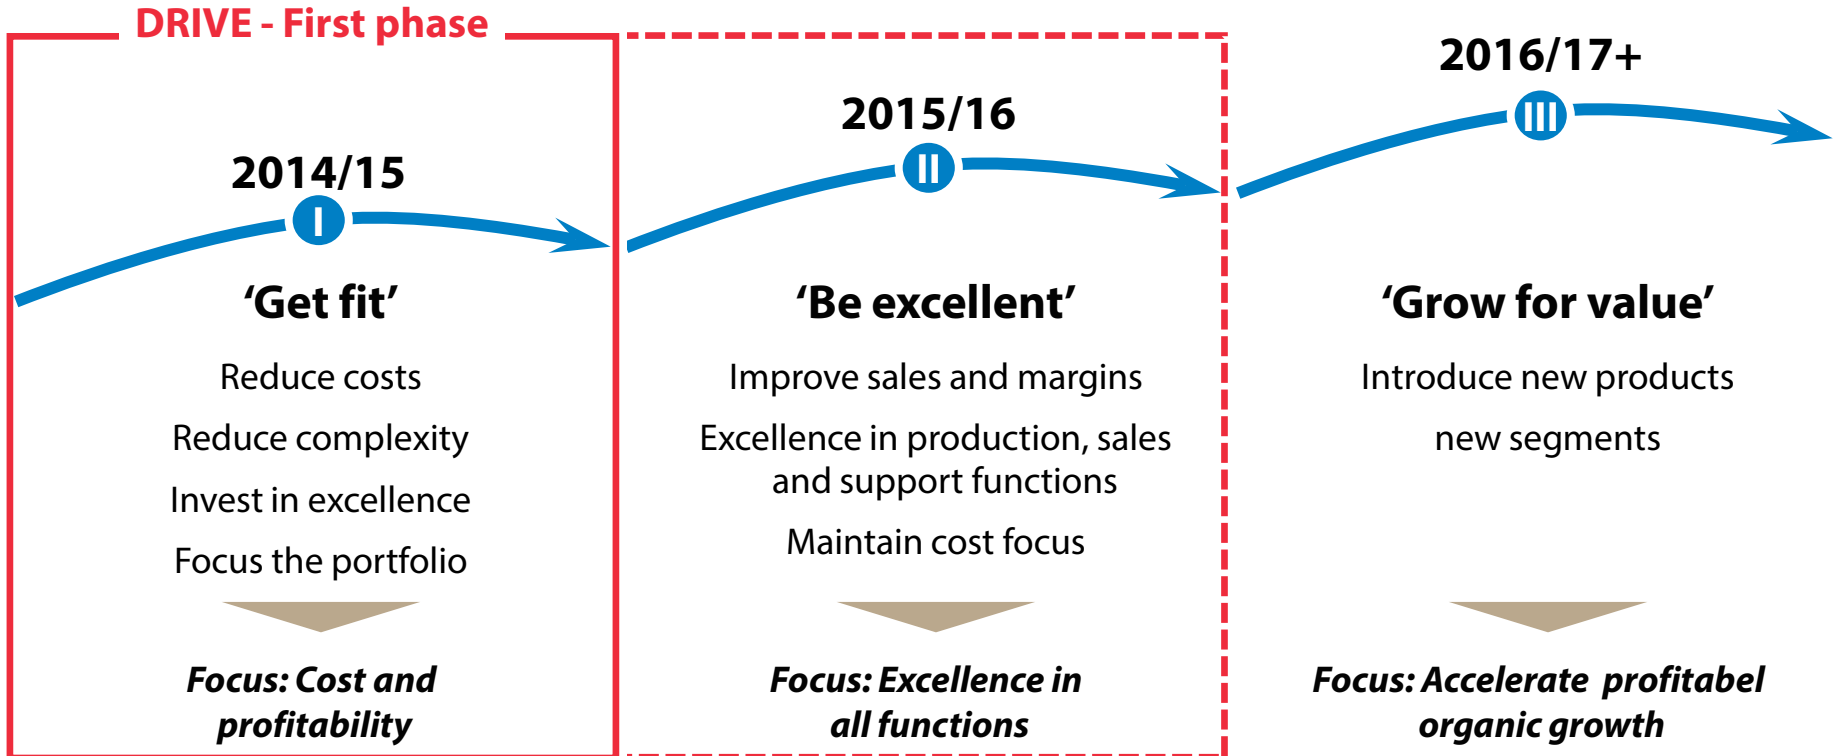 DRIVE - First phase
2014/15
I
‘Get fit’
Reduce costs
Reduce complexity
Invest in excellence
Focus the portfolio
Focus: Cost and
profitability
2015/16
II
‘Be excellent’
Improve sales and margins
Excellence in production, sales
and support functions
Maintain cost focus
Focus: Excellence in
all functions
2016/17+
III
‘Grow for value’
Introduce new products
new segments
Focus: Accelerate profitabel
organic growth